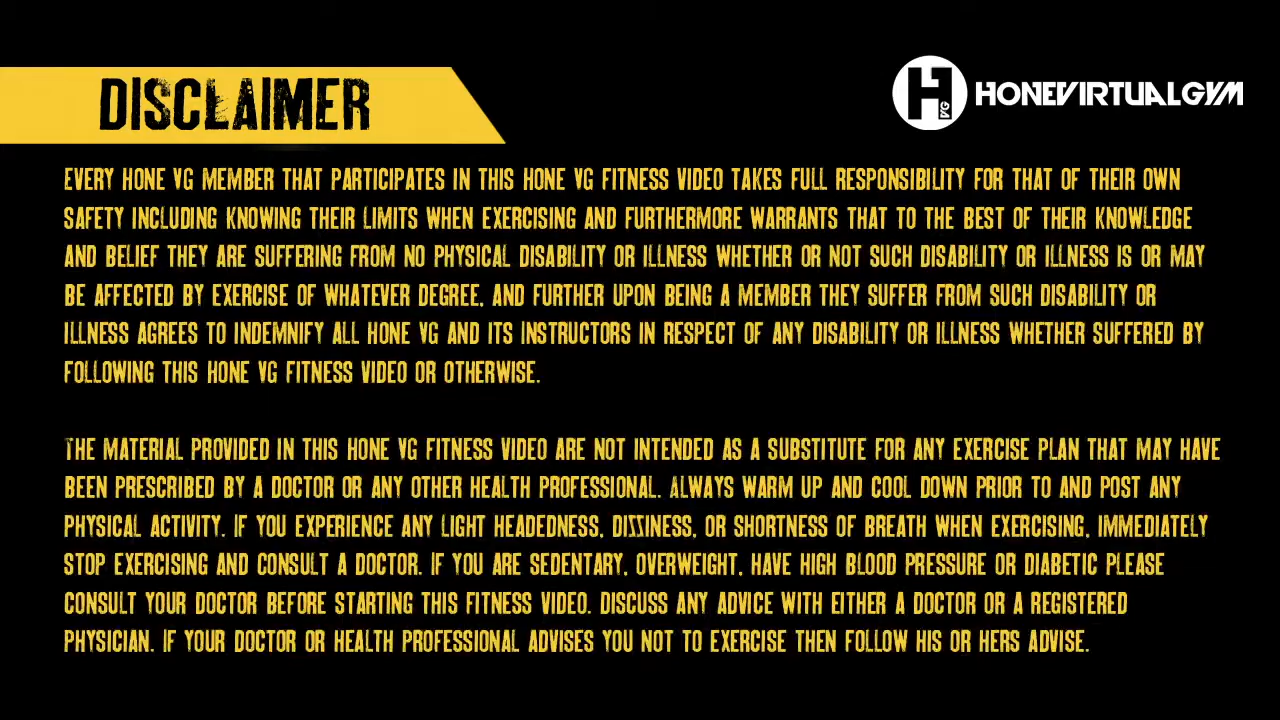 DISCLAIMER
H VG HONEVIRTUALGYM
EVERY HONE VG MEMBER THAT PARTICIPATES IN THIS HONE VG FITNESS VIDEO TAKES FULL RESPONSIBILITY FOR THAT OF THEIR OWN
SAFETY INCLUDING KNOWING THEIR LIMITS WHEN EXERCISING AND FURTHERMORE WARRANTS THAT TO THE BEST OF THEIR KNOWLEDGE
AND BELIEF THEY ARE SUFFERING FROM NO PHYSICAL DISABILITY OR ILLNESS WHETHER OR NOT SUCH DISABILITY OR ILLNESS IS OR MAY
BE AFFECTED BY EXERCISE OF WHATEVER DEGREE, AND FURTHER UPON BEING A MEMBER THEY SUFFER FROM SUCH DISABILITY OR
ILLNESS AGREES TO INDEMNIFY ALL HONE VG AND ITS INSTRUCTORS IN RESPECT OF ANY DISABILITY OR ILLNESS WHETHER SUFFERED BY
FOLLOWING THIS HONE VG FITNESS VIDEO OR OTHERWISE.
THE MATERIAL PROVIDED IN THIS HONE VG FITNESS VIDEO ARE NOT INTENDED AS A SUBSTITUTE FOR ANY EXERCISE PLAN THAT MAY HAVE
BEEN PRESCRIBED BY A DOCTOR OR ANY OTHER HEALTH PROFESSIONAL. ALWAYS WARM UP AND COOL DOWN PRIOR TO AND POST ANY
PHYSICAL ACTIVITY. IF YOU EXPERIENCE ANY LIGHT HEADEDNESS, DIZZINESS, OR SHORTNESS OF BREATH WHEN EXERCISING, IMMEDIATELY
STOP EXERCISING AND CONSULT A DOCTOR. IF YOU ARE SEDENTARY, OVERWEIGHT, HAVE HIGH BLOOD PRESSURE OR DIABETIC PLEASE
CONSULT YOUR DOCTOR BEFORE STARTING THIS FITNESS VIDEO. DISCUSS ANY ADVICE WITH EITHER A DOCTOR OR A REGISTERED
PHYSICIAN. IF YOUR DOCTOR OR HEALTH PROFESSIONAL ADVISES YOU NOT TO EXERCISE THEN FOLLOW HIS OR HERS ADVISE.